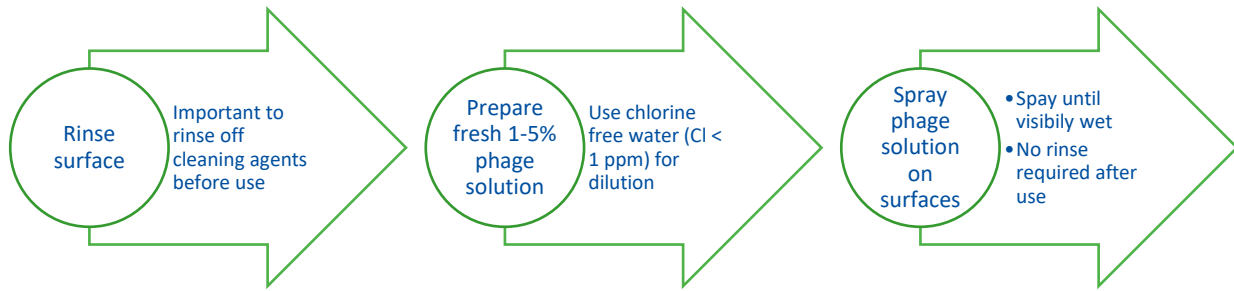 Rinse
surface
Important to
rinse off
cleaning agents
before use
Prepare
fresh 1-5%
phage
solution
Use chlorine
free water (Cl <
1 ppm) for
dilution
Spray
phage
solution
on
surfaces
•Spay until
visibily wet
•No rinse
required after
use